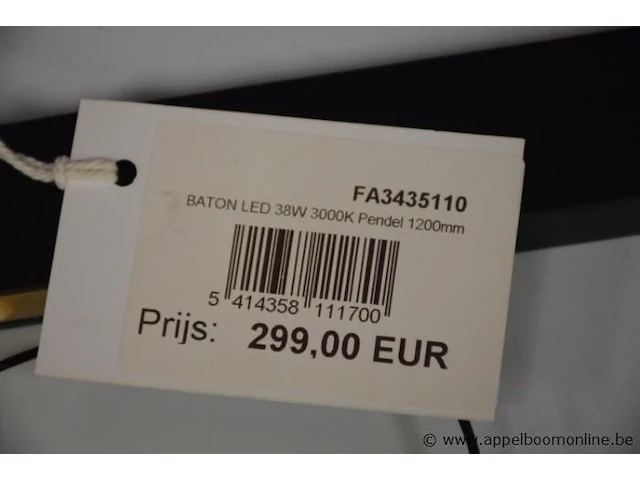 FA3435110
BATON LED 38W 3000K Pendel 1200mm
5 414358 111700
Prijs: 299,00 EUR
© www.appelboomonline.be